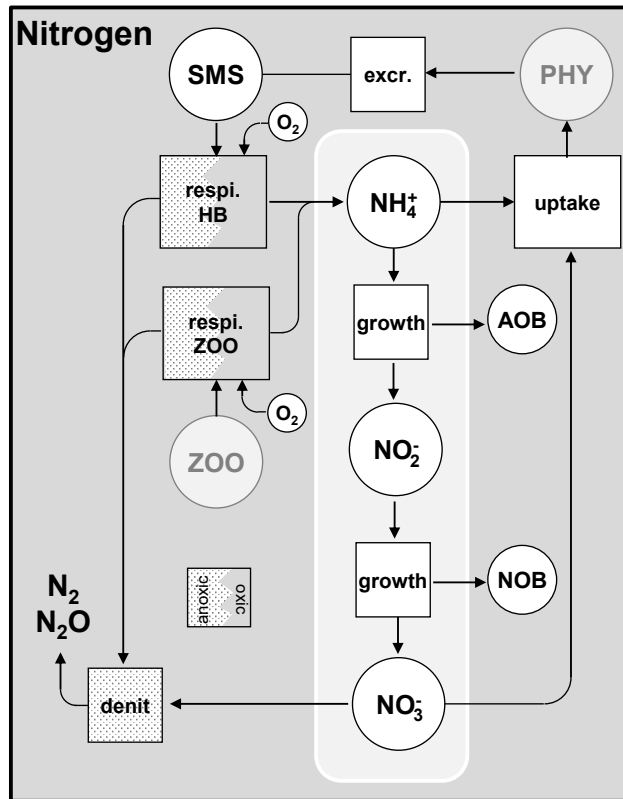 Nitrogen
SMS
excr.
PHY
O₂
respi.
HB
NH₄⁺
uptake
respi.
ZOO
growth
AOB
O₂
ZOO
NO₂⁻
anoxic
oxic
growth
NOB
N₂
N₂O
denit
NO₃⁻